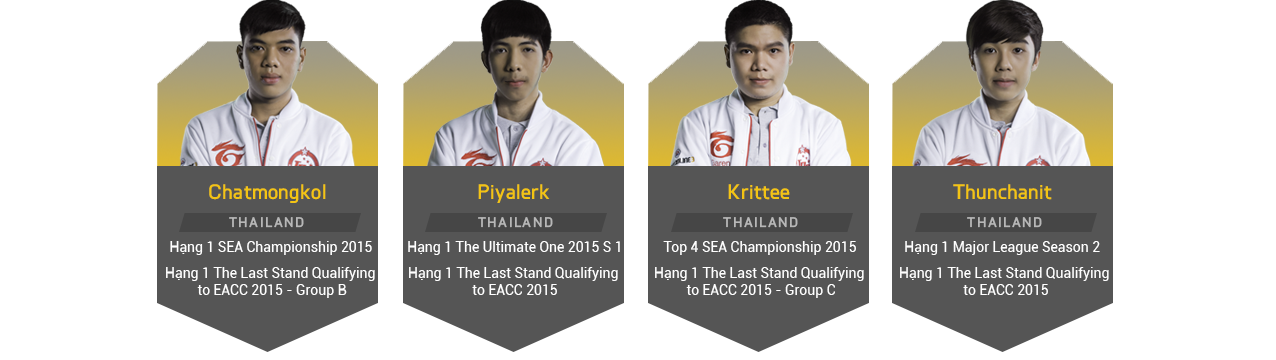 Chatmongkol
THAILAND
Hạng 1 SEA Championship 2015
Hạng 1 The Last Stand Qualifying
to EACC 2015 - Group B
Piyalerk
THAILAND
Hạng 1 The Ultimate One 2015 S 1
Hạng 1 The Last Stand Qualifying
to EACC 2015
Krittee
THAILAND
Top 4 SEA Championship 2015
Hạng 1 The Last Stand Qualifying
to EACC 2015 - Group C
Thunchanit
THAILAND
Hạng 1 Major League Season 2
Hạng 1 The Last Stand Qualifying
to EACC 2015